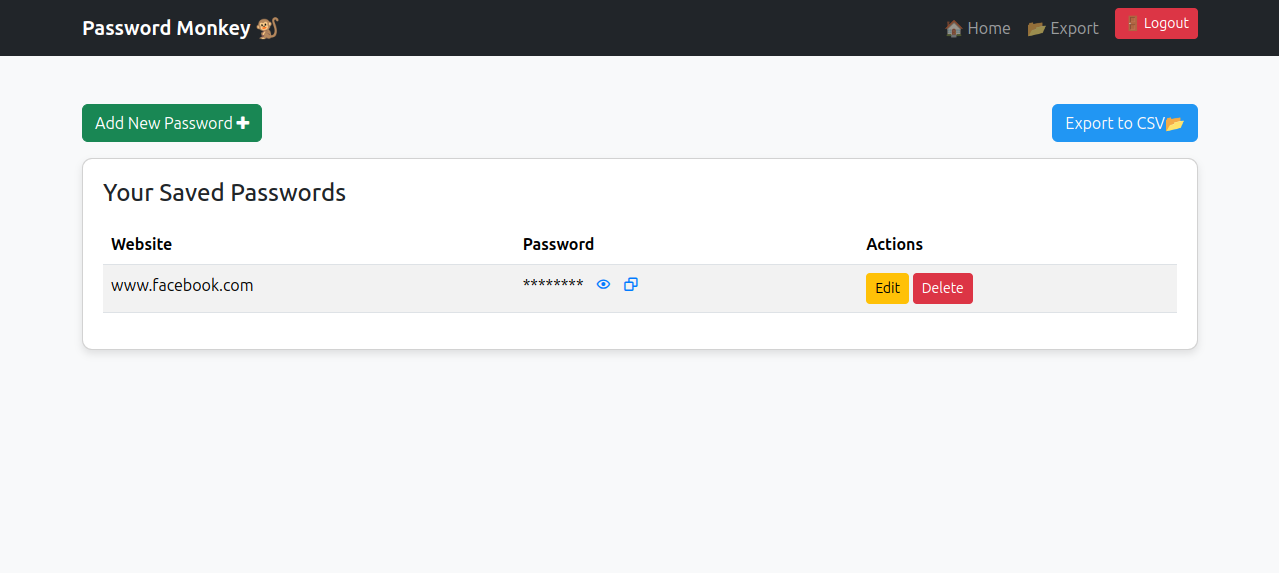 Password Monkey 🐒
🏠 Home 📂 Export 🚪 Logout
Add New Password ➕
Export to CSV📂
Your Saved Passwords
Website Password Actions
www.facebook.com ******** Edit Delete